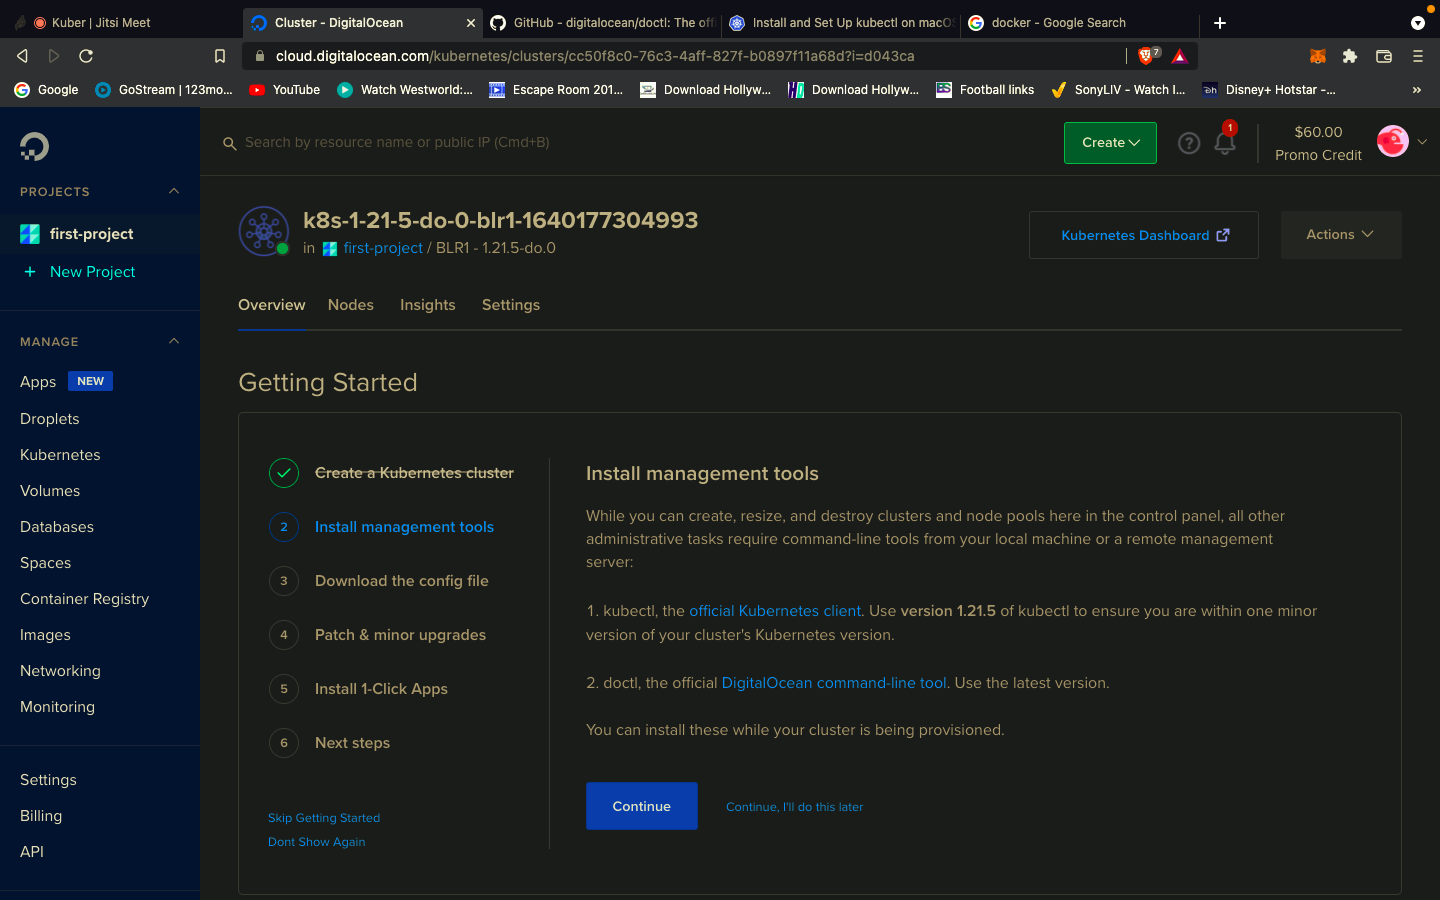 Kuber | Jitsi Meet
Cluster - DigitalOcean
GitHub - digitalocean/doctl: The off
Install and Set Up kubectl on macOS
docker - Google Search
cloud.digitalocean.com/kubernetes/clusters/cc50f8c0-76c3-4aff-827f-b0897f11a68d?i=d043ca
7
Google
GoStream | 123mo...
YouTube
Watch Westworld:...
Escape Room 201...
Download Hollyw...
Download Hollyw...
Football links
SonyLIV - Watch I...
Disney+ Hotstar -...
»
Search by resource name or public IP (Cmd+B)
Create
?
1
$60.00
Promo Credit
PROJECTS
first-project
+ New Project
MANAGE
Apps NEW
Droplets
Kubernetes
Volumes
Databases
Spaces
Container Registry
Images
Networking
Monitoring
Settings
Billing
API
k8s-1-21-5-do-0-blr1-1640177304993
in first-project / BLR1 - 1.21.5-do.0
Kubernetes Dashboard
Actions
Overview
Nodes
Insights
Settings
Getting Started
Create a Kubernetes cluster
2 Install management tools
3 Download the config file
4 Patch & minor upgrades
5 Install 1-Click Apps
6 Next steps
Skip Getting Started
Dont Show Again
Install management tools
While you can create, resize, and destroy clusters and node pools here in the control panel, all other
administrative tasks require command-line tools from your local machine or a remote management
server:
1. kubectl, the official Kubernetes client. Use version 1.21.5 of kubectl to ensure you are within one minor
version of your cluster's Kubernetes version.
2. doctl, the official DigitalOcean command-line tool. Use the latest version.
You can install these while your cluster is being provisioned.
Continue
Continue, I'll do this later